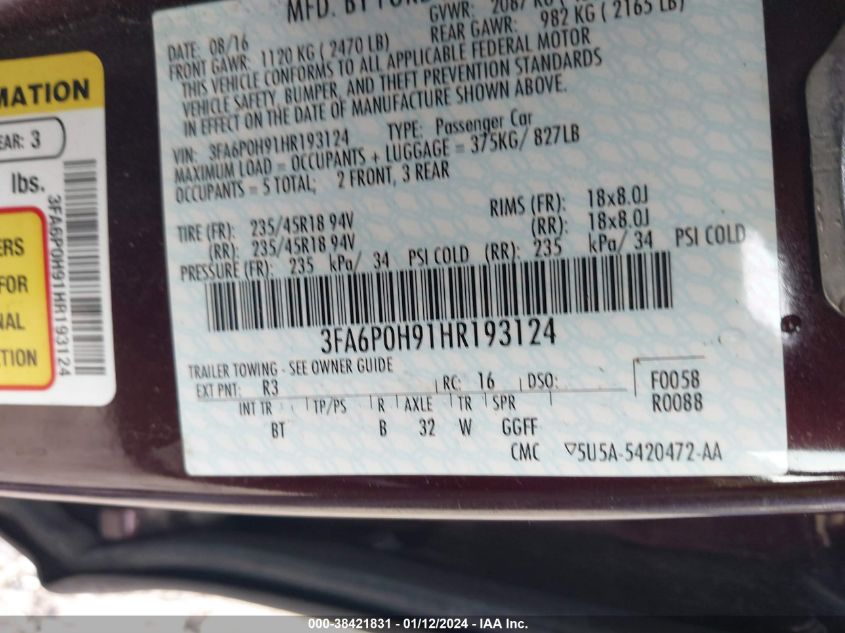 MFD. BY FORD
GVWR: 2087 KG
DATE: 08/16
REAR GAWR: 982 KG ( 2165 LB)
FRONT GAWR: 1120 KG ( 2470 LB)
THIS VEHICLE CONFORMS TO ALL APPLICABLE FEDERAL MOTOR
VEHICLE SAFETY, BUMPER, AND THEFT PREVENTION STANDARDS
IN EFFECT ON THE DATE OF MANUFACTURE SHOWN ABOVE.
VIN: 3FA6P0H91HR193124 TYPE: Passenger Car
MAXIMUM LOAD = OCCUPANTS + LUGGAGE = 375KG/ 827LB
OCCUPANTS = 5 TOTAL; 2 FRONT, 3 REAR
TIRE (FR): 235/45R18 94V RIMS (FR): 18x8.0J
(RR): 235/45R18 94V (RR): 18x8.0J
PRESSURE (FR): 235 kPa/ 34 PSI COLD (RR): 235 kPa/ 34 PSI COLD
3FA6P0H91HR193124
TRAILER TOWING - SEE OWNER GUIDE
EXT PNT: R3 RC: 16 DSO: F0058
R0088
INT TR TP/PS R AXLE TR SPR
BT B 32 W GGFF
CMC ▽5U5A-5420472-AA
MATION
EAR: 3
lbs.
ERS
FOR
NAL
TION
3FA6P0H91HR193124
000-38421831 - 01/12/2024 - IAA Inc.